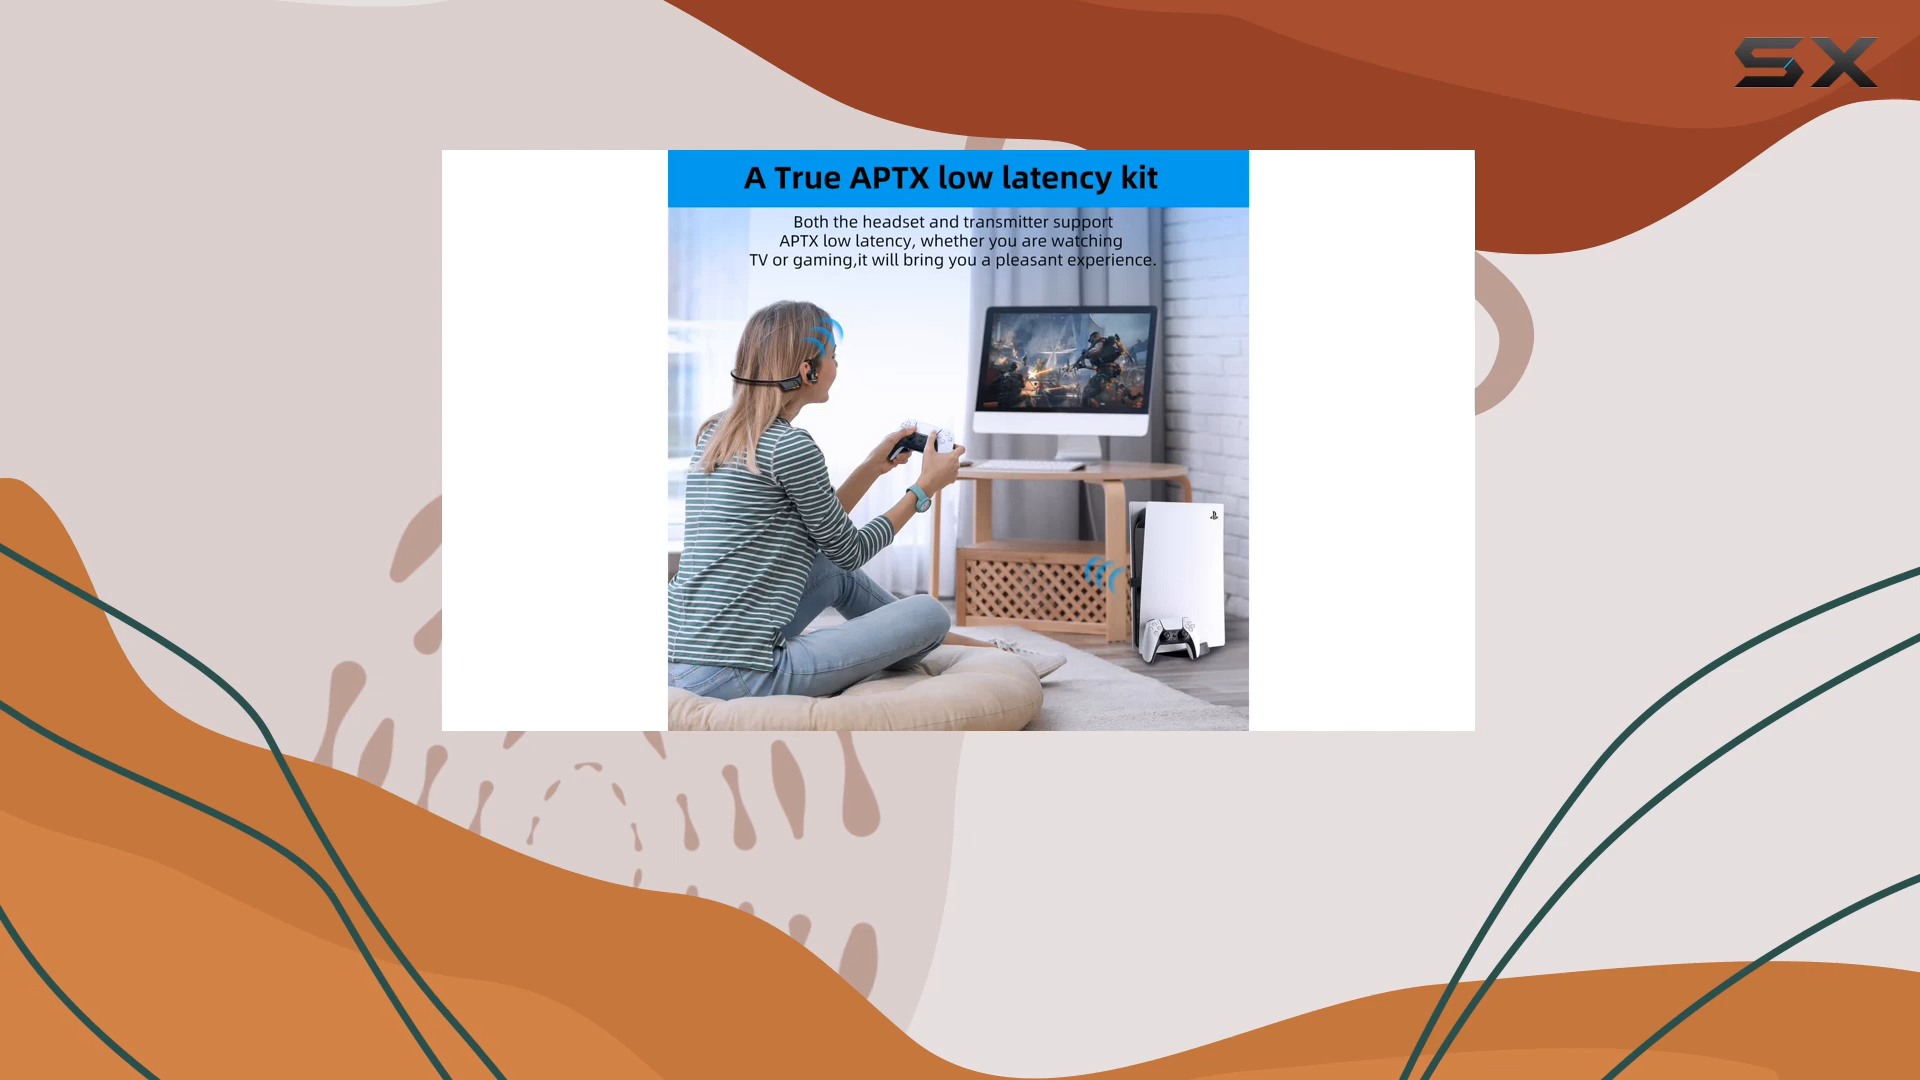 SX
A True APTX low latency kit
Both the headset and transmitter support
APTX low latency, whether you are watching
TV or gaming,it will bring you a pleasant experience.